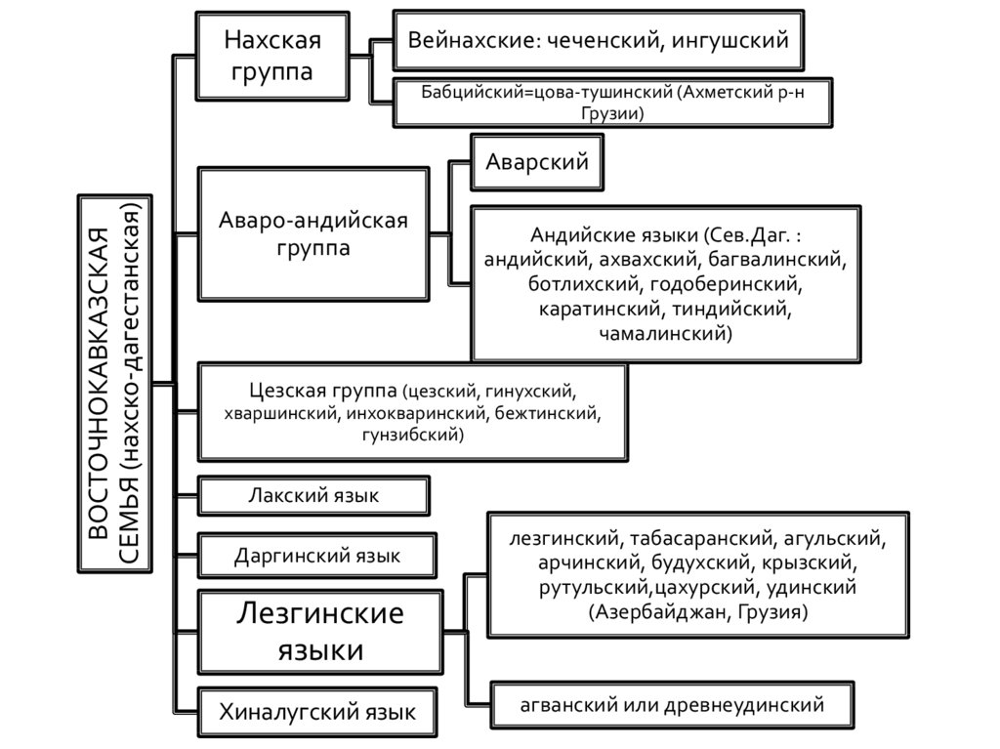 Нахская
группа
Вейнахские: чеченский, ингушский
Бабцийский=цова-тушинский (Ахметский р-н
Грузии)
Аварский
Аваро-андийская
группа
Андийские языки (Сев.Даг. :
андийский, ахвахский, багвалинский,
ботлихский, годоберинский,
каратинский, тиндийский,
чамалинский)
ВОСТОЧНОКАВКАЗСКАЯ
СЕМЬЯ (нахско-дагестанская)
Цезская группа (цезский, гинухский,
хваршинский, инхокваринский, бежтинский,
гунзибский)
Лакский язык
Даргинский язык
Лезгинские
языки
лезгинский, табасаранский, агульский,
арчинский, будухский, крызский,
рутульский,цахурский, удинский
(Азербайджан, Грузия)
агванский или древнеудинский
Хиналугский язык